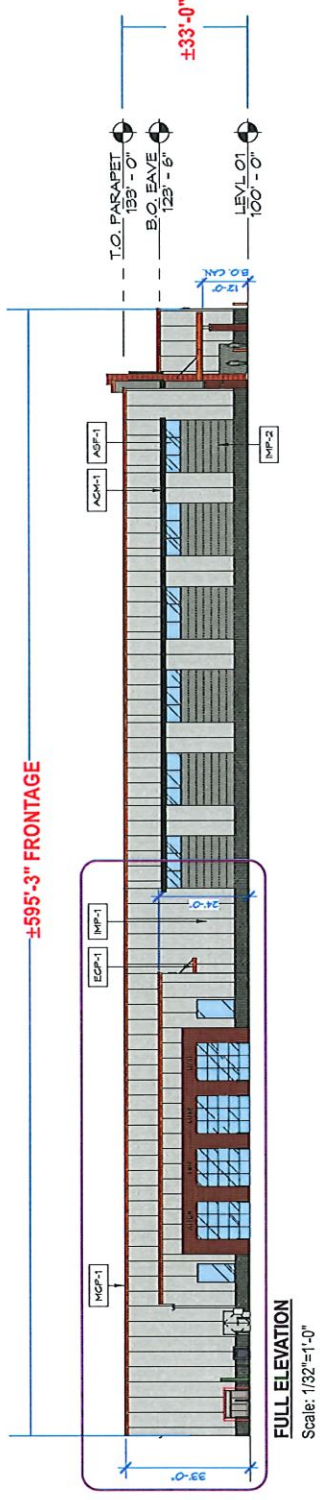 ±595'-3" FRONTAGE
±33'-0"
T.O. PARAPET
133' - 0"
B.O. EAVE
123' - 6"
LEVL 01
100' - 0"
12'-0"
B.O. CAN.
MCP-1
ECP-1
IMP-1
ACM-1
ASF-1
IMP-2
24'-0"
33'-0"
FULL ELEVATION
Scale: 1/32"=1'-0"